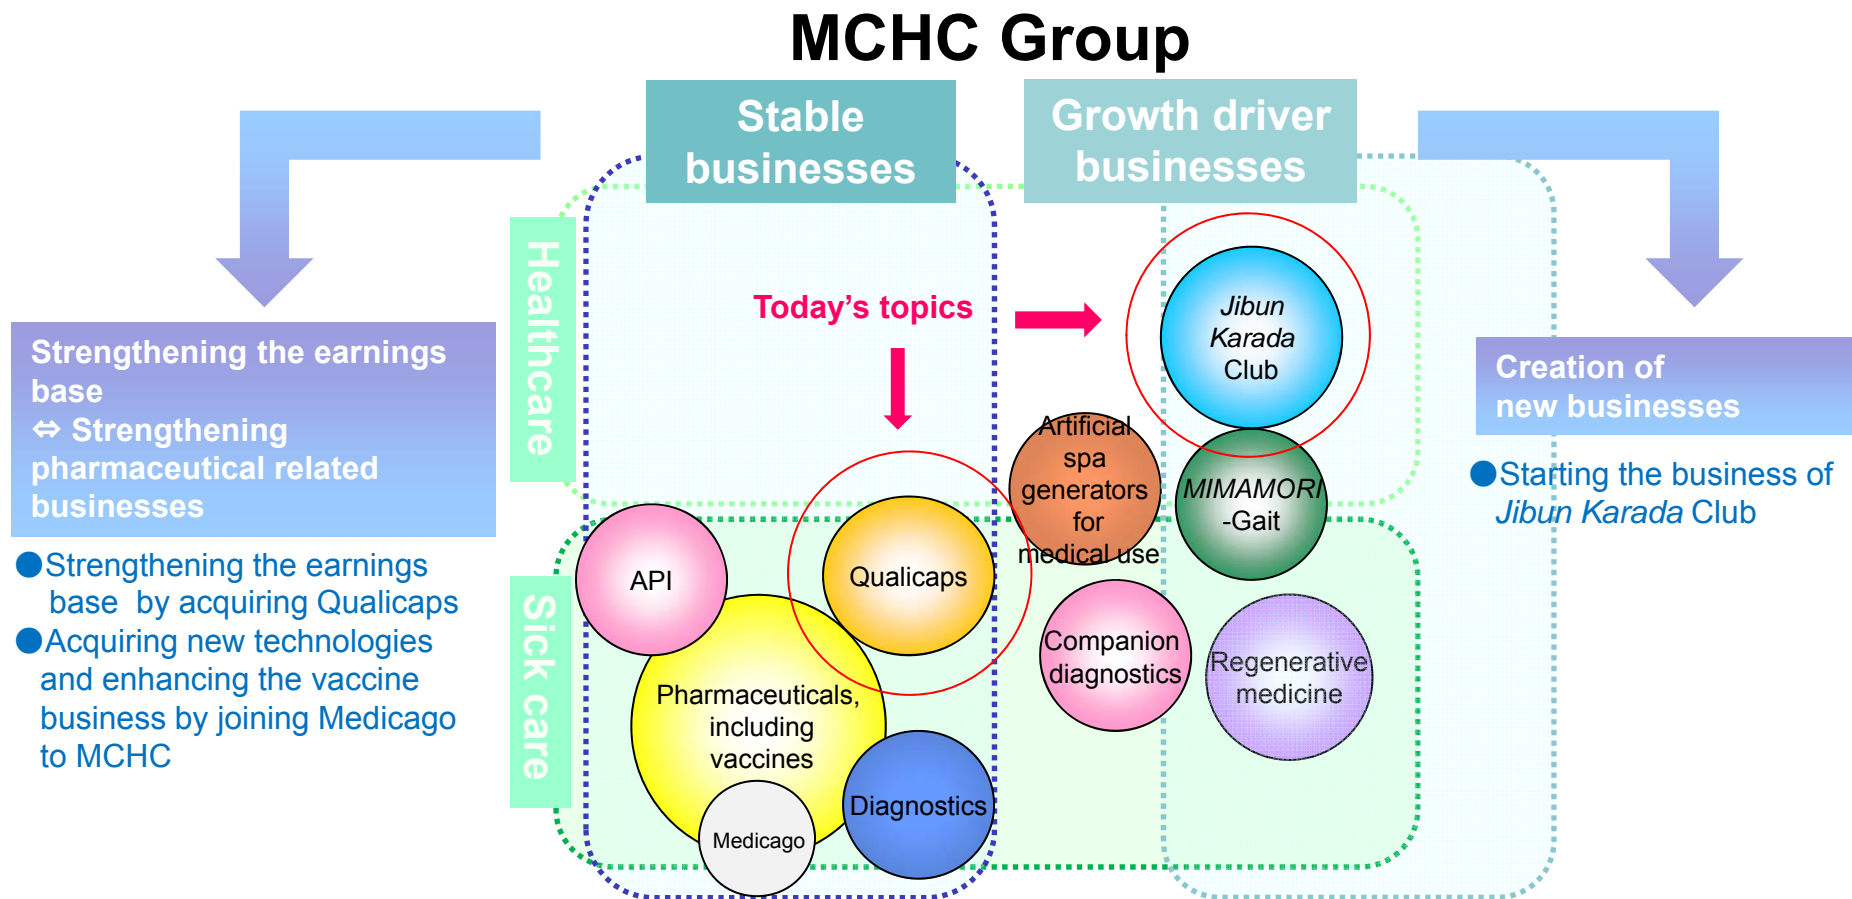 MCHC Group
Stable
businesses
Growth driver
businesses
Healthcare
Sick care
Today's topics
Jibun
Karada
Club
Artificial
spa
generators
for
medical use
MIMAMORI
-Gait
API
Qualicaps
Companion
diagnostics
Regenerative
medicine
Pharmaceuticals,
including
vaccines
Diagnostics
Medicago
Strengthening the earnings
base
⇔ Strengthening
pharmaceutical related
businesses
●Strengthening the earnings
base by acquiring Qualicaps
●Acquiring new technologies
and enhancing the vaccine
business by joining Medicago
to MCHC
Creation of
new businesses
●Starting the business of
Jibun Karada Club